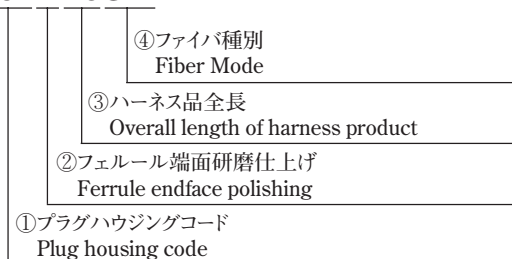 ④ファイバ種別
Fiber Mode
③ハーネス品全長
Overall length of harness product
②フェルール端面研磨仕上げ
Ferrule endface polishing
①プラグハウジングコード
Plug housing code